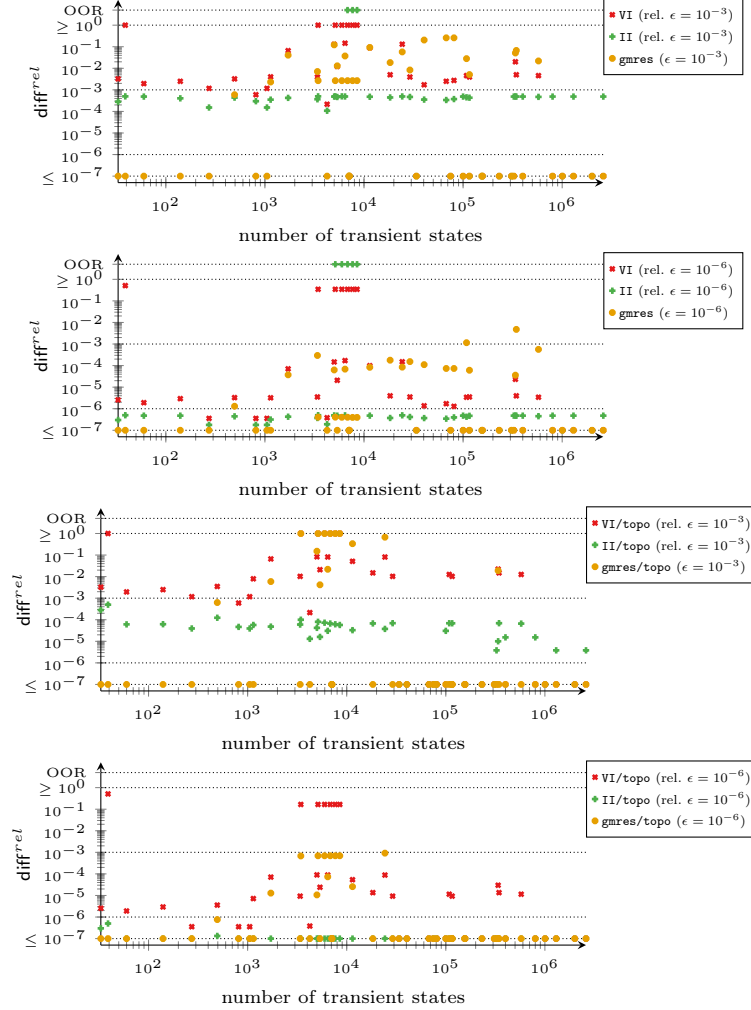 OOR
≥ 10^0
10^-1
10^-2
10^-3
10^-4
10^-5
10^-6
≤ 10^-7
diff^rel
10^2 10^3 10^4 10^5 10^6
number of transient states
VI (rel. ϵ = 10^-3)
II (rel. ϵ = 10^-3)
gmres (ϵ = 10^-3)
OOR
≥ 10^0
10^-1
10^-2
10^-3
10^-4
10^-5
10^-6
≤ 10^-7
diff^rel
10^2 10^3 10^4 10^5 10^6
number of transient states
VI (rel. ϵ = 10^-6)
II (rel. ϵ = 10^-6)
gmres (ϵ = 10^-6)
OOR
≥ 10^0
10^-1
10^-2
10^-3
10^-4
10^-5
10^-6
≤ 10^-7
diff^rel
10^2 10^3 10^4 10^5 10^6
number of transient states
VI/topo (rel. ϵ = 10^-3)
II/topo (rel. ϵ = 10^-3)
gmres/topo (ϵ = 10^-3)
OOR
≥ 10^0
10^-1
10^-2
10^-3
10^-4
10^-5
10^-6
≤ 10^-7
diff^rel
10^2 10^3 10^4 10^5 10^6
number of transient states
VI/topo (rel. ϵ = 10^-6)
II/topo (rel. ϵ = 10^-6)
gmres/topo (ϵ = 10^-6)